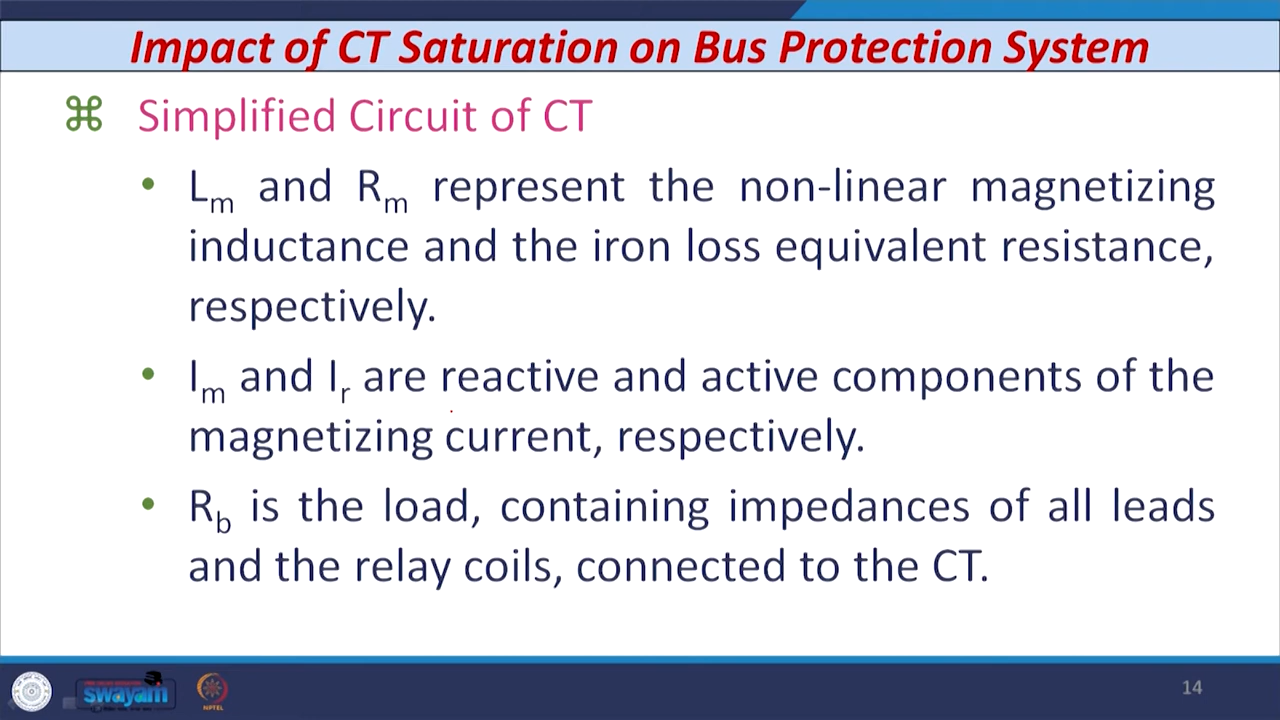 Impact of CT Saturation on Bus Protection System
⌘ Simplified Circuit of CT
• Lm and Rm represent the non-linear magnetizing
inductance and the iron loss equivalent resistance,
respectively.
• Im and Ir are reactive and active components of the
magnetizing current, respectively.
• Rb is the load, containing impedances of all leads
and the relay coils, connected to the CT.
swayam
NPTEL
14